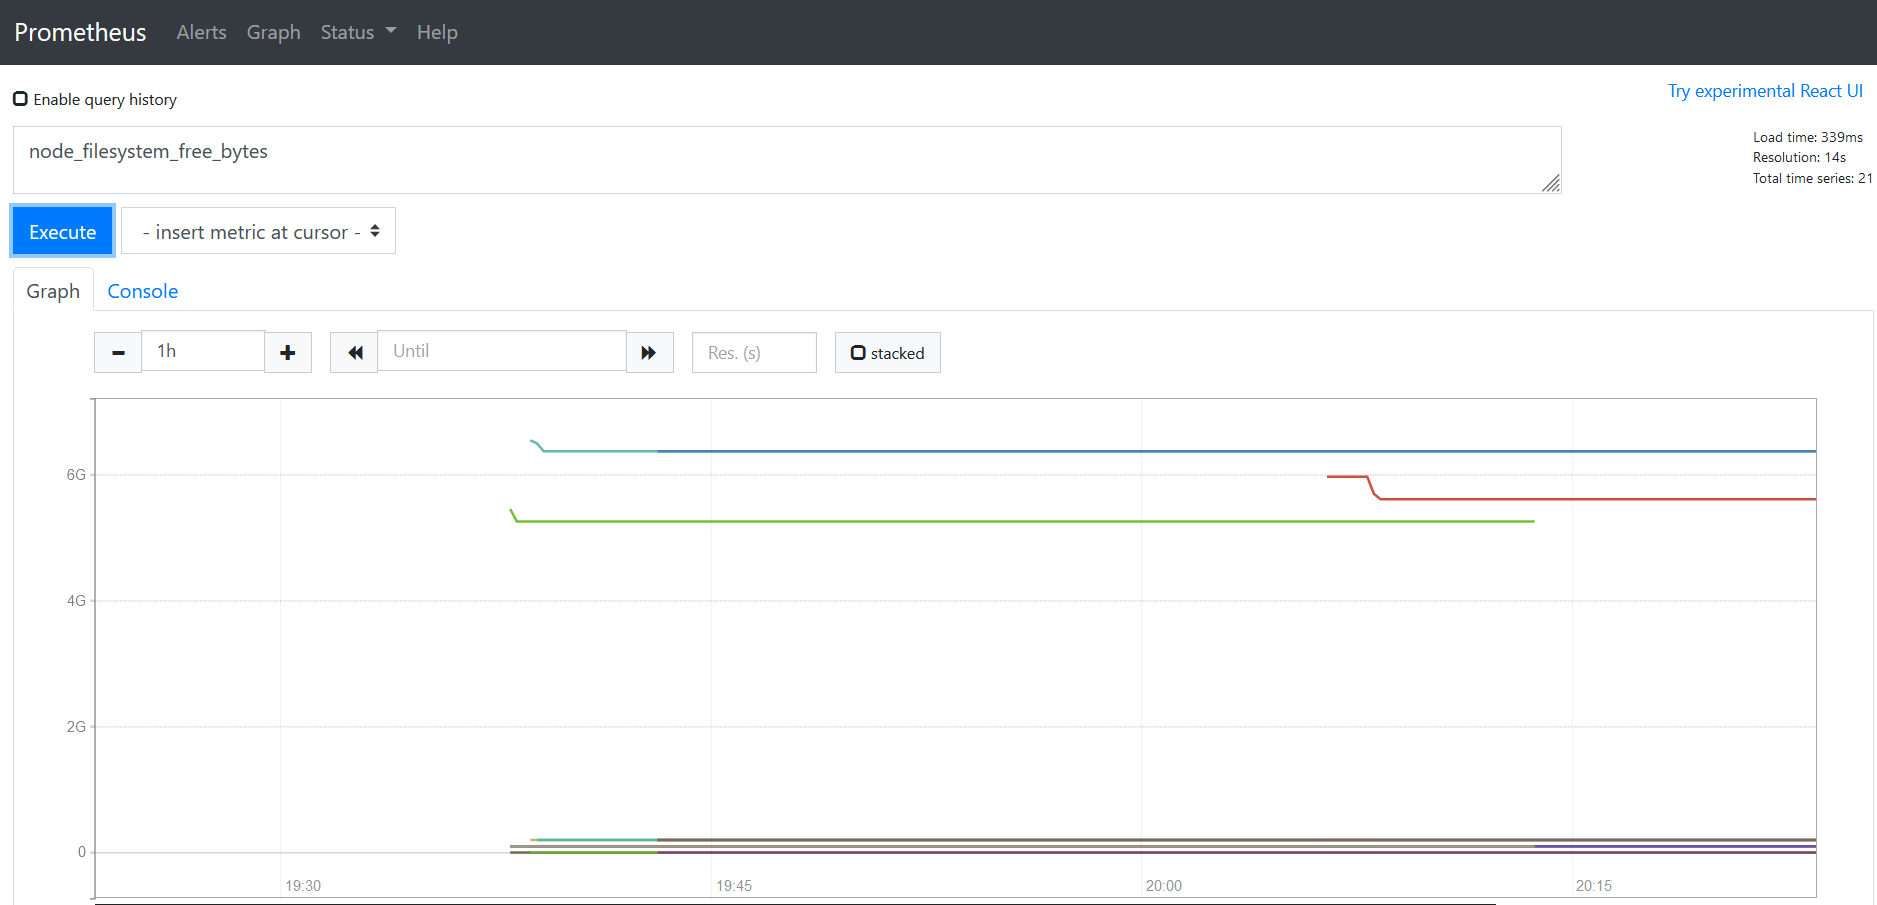 Prometheus Alerts Graph Status Help
Enable query history
Try experimental React UI
node_filesystem_free_bytes
Load time: 339ms
Resolution: 14s
Total time series: 21
Execute
- insert metric at cursor -
Graph Console
1h
Until
Res. (s)
stacked
6G
4G
2G
0
19:30 19:45 20:00 20:15